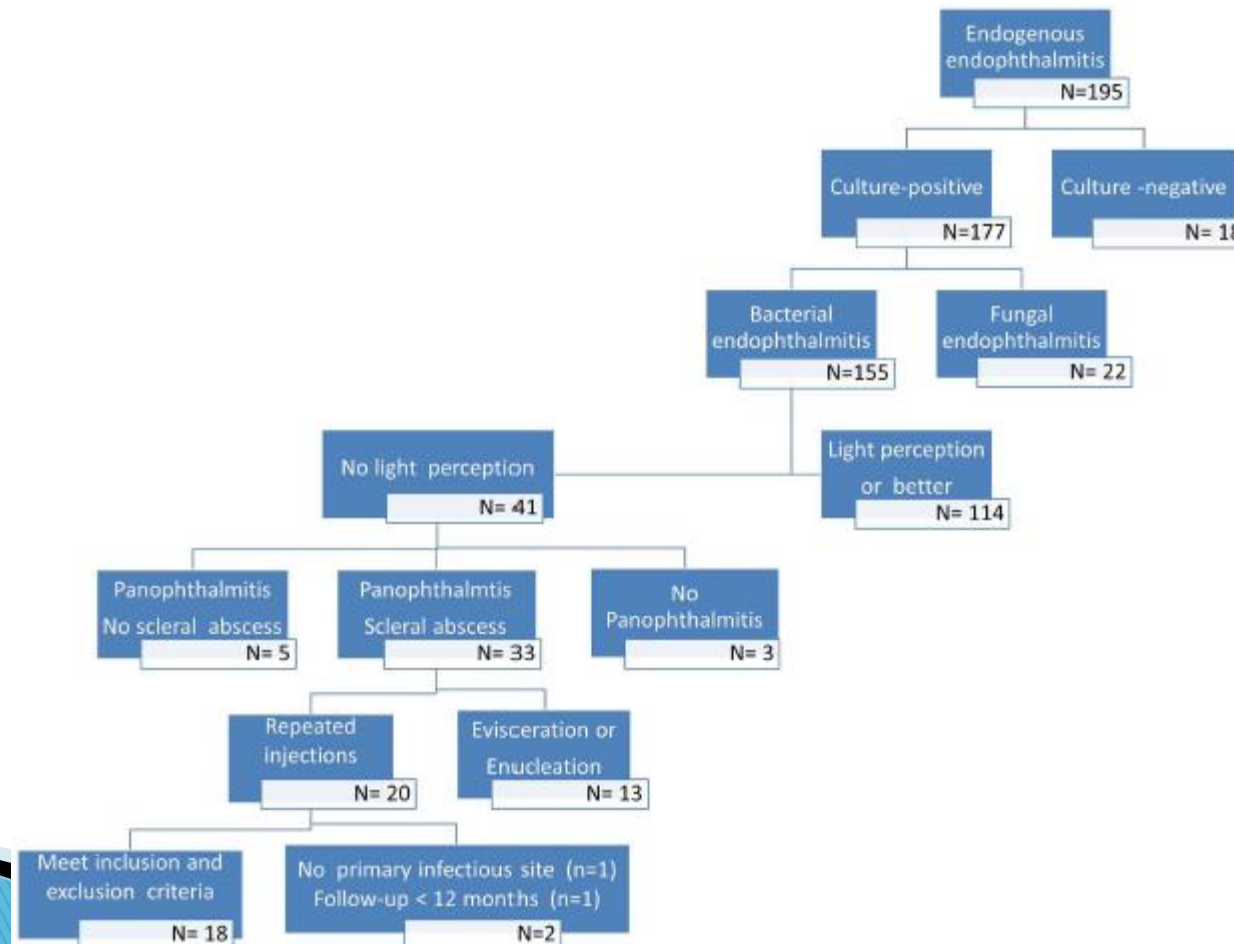 Endogenous
endophthalmitis
N=195
Culture-positive
N=177
Culture -negative
N= 18
Bacterial
endophthalmitis
N=155
Fungal
endophthalmitis
N= 22
No light perception
N= 41
Light perception
or better
N= 114
Panophthalmitis
No scleral abscess
N= 5
Panophthalmtis
Scleral abscess
N= 33
No
Panophthalmitis
N= 3
Repeated
injections
N= 20
Evisceration or
Enucleation
N= 13
Meet inclusion and
exclusion criteria
N= 18
No primary infectious site (n=1)
Follow-up < 12 months (n=1)
N=2